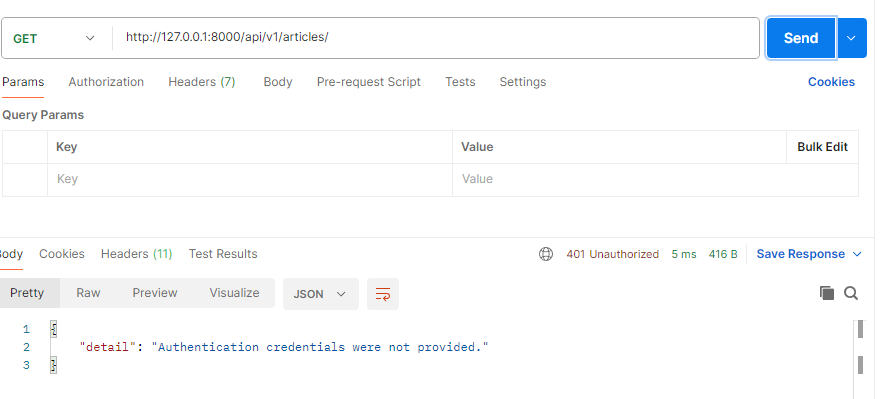 GET http://127.0.0.1:8000/api/v1/articles/ Send
Params Authorization Headers (7) Body Pre-request Script Tests Settings Cookies
Query Params
Key Value Bulk Edit
Key Value
Body Cookies Headers (11) Test Results 401 Unauthorized 5 ms 416 B Save Response
Pretty Raw Preview Visualize JSON
1 {
2 "detail": "Authentication credentials were not provided."
3 }